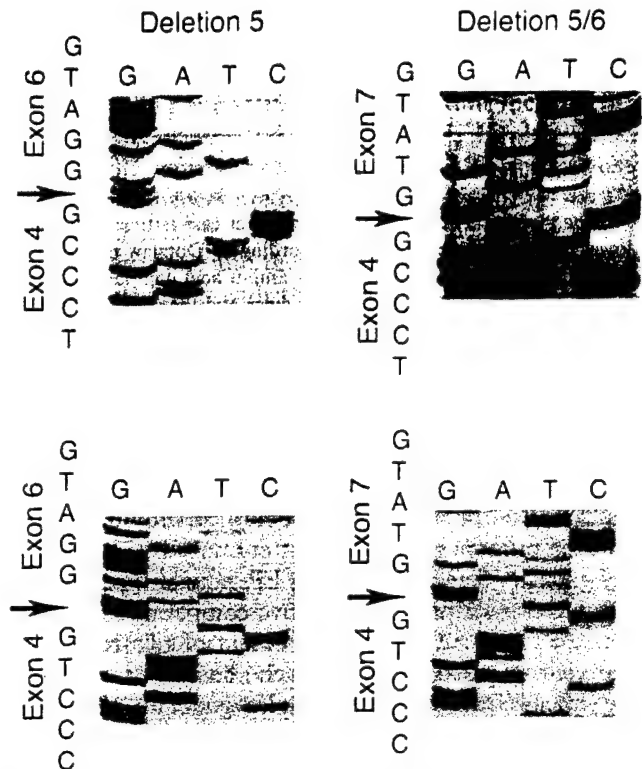 Deletion 5
G T A G G G C C C T
Exon 6
Exon 4
G A T C
Deletion 5/6
G T A T G G C C C T
Exon 7
Exon 4
G A T C
G T A G G G T C C C
Exon 6
Exon 4
G A T C
G T A T G G T C C C
Exon 7
Exon 4
G A T C